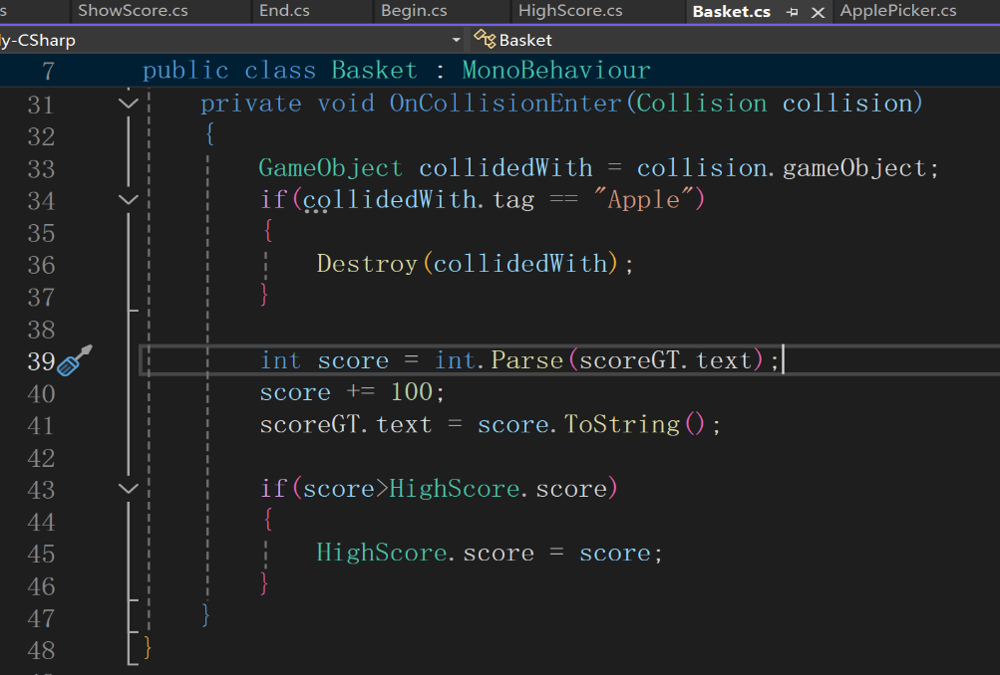 s ShowScore.cs End.cs Begin.cs HighScore.cs Basket.cs ApplePicker.cs
ly-CSharp Basket
7 public class Basket : MonoBehaviour
31 private void OnCollisionEnter(Collision collision)
32 {
33 GameObject collidedWith = collision.gameObject;
34 if(collidedWith.tag == "Apple")
35 {
36 Destroy(collidedWith);
37 }
38
39 int score = int.Parse(scoreGT.text);
40 score += 100;
41 scoreGT.text = score.ToString();
42
43 if(score>HighScore.score)
44 {
45 HighScore.score = score;
46 }
47 }
48 }